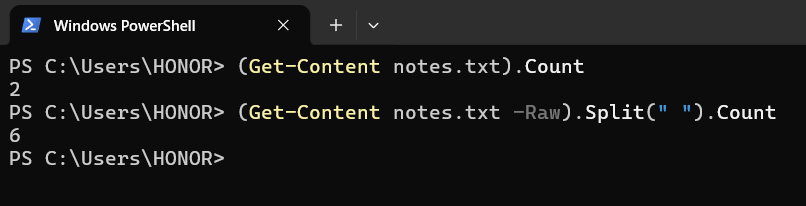 Windows PowerShell
PS C:\Users\HONOR> (Get-Content notes.txt).Count
2
PS C:\Users\HONOR> (Get-Content notes.txt -Raw).Split(" ").Count
6
PS C:\Users\HONOR>